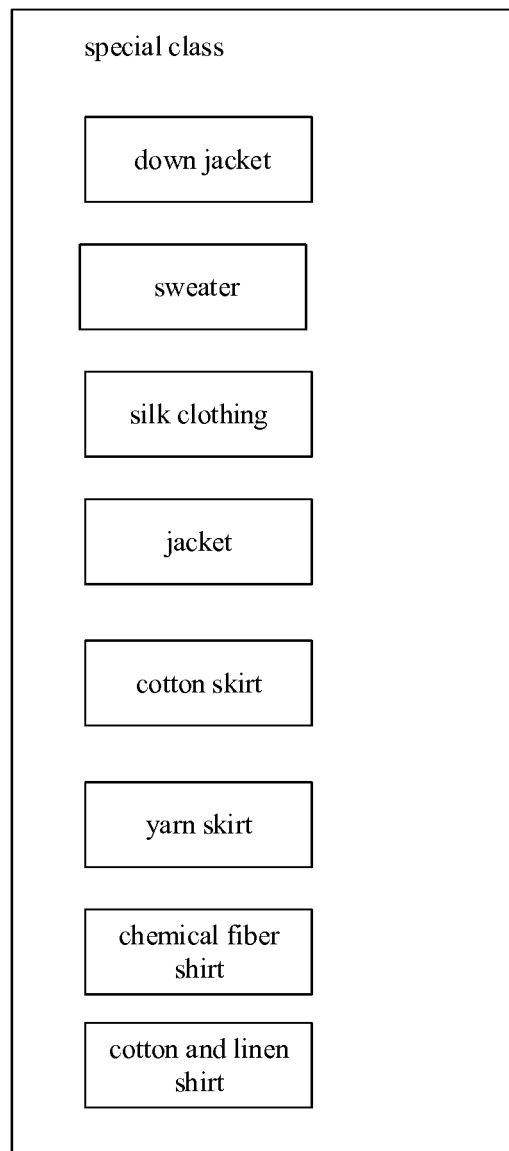 special class
down jacket
sweater
silk clothing
jacket
cotton skirt
yarn skirt
chemical fiber
shirt
cotton and linen
shirt